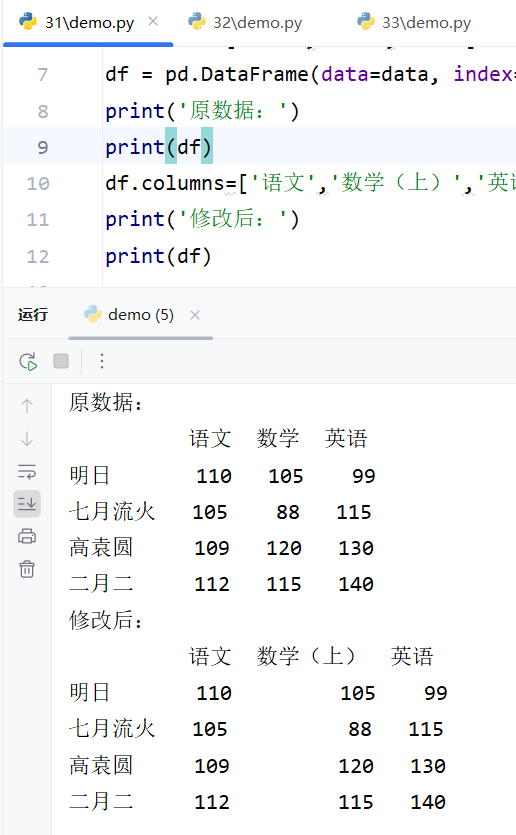 31\demo.py 32\demo.py 33\demo.py
7 df = pd.DataFrame(data=data, index=
8 print('原数据：')
9 print(df)
10 df.columns=['语文','数学（上）','英语
11 print('修改后：')
12 print(df)
运行 demo (5)
原数据：
语文 数学 英语
明日 110 105 99
七月流火 105 88 115
高袁圆 109 120 130
二月二 112 115 140
修改后：
语文 数学（上） 英语
明日 110 105 99
七月流火 105 88 115
高袁圆 109 120 130
二月二 112 115 140